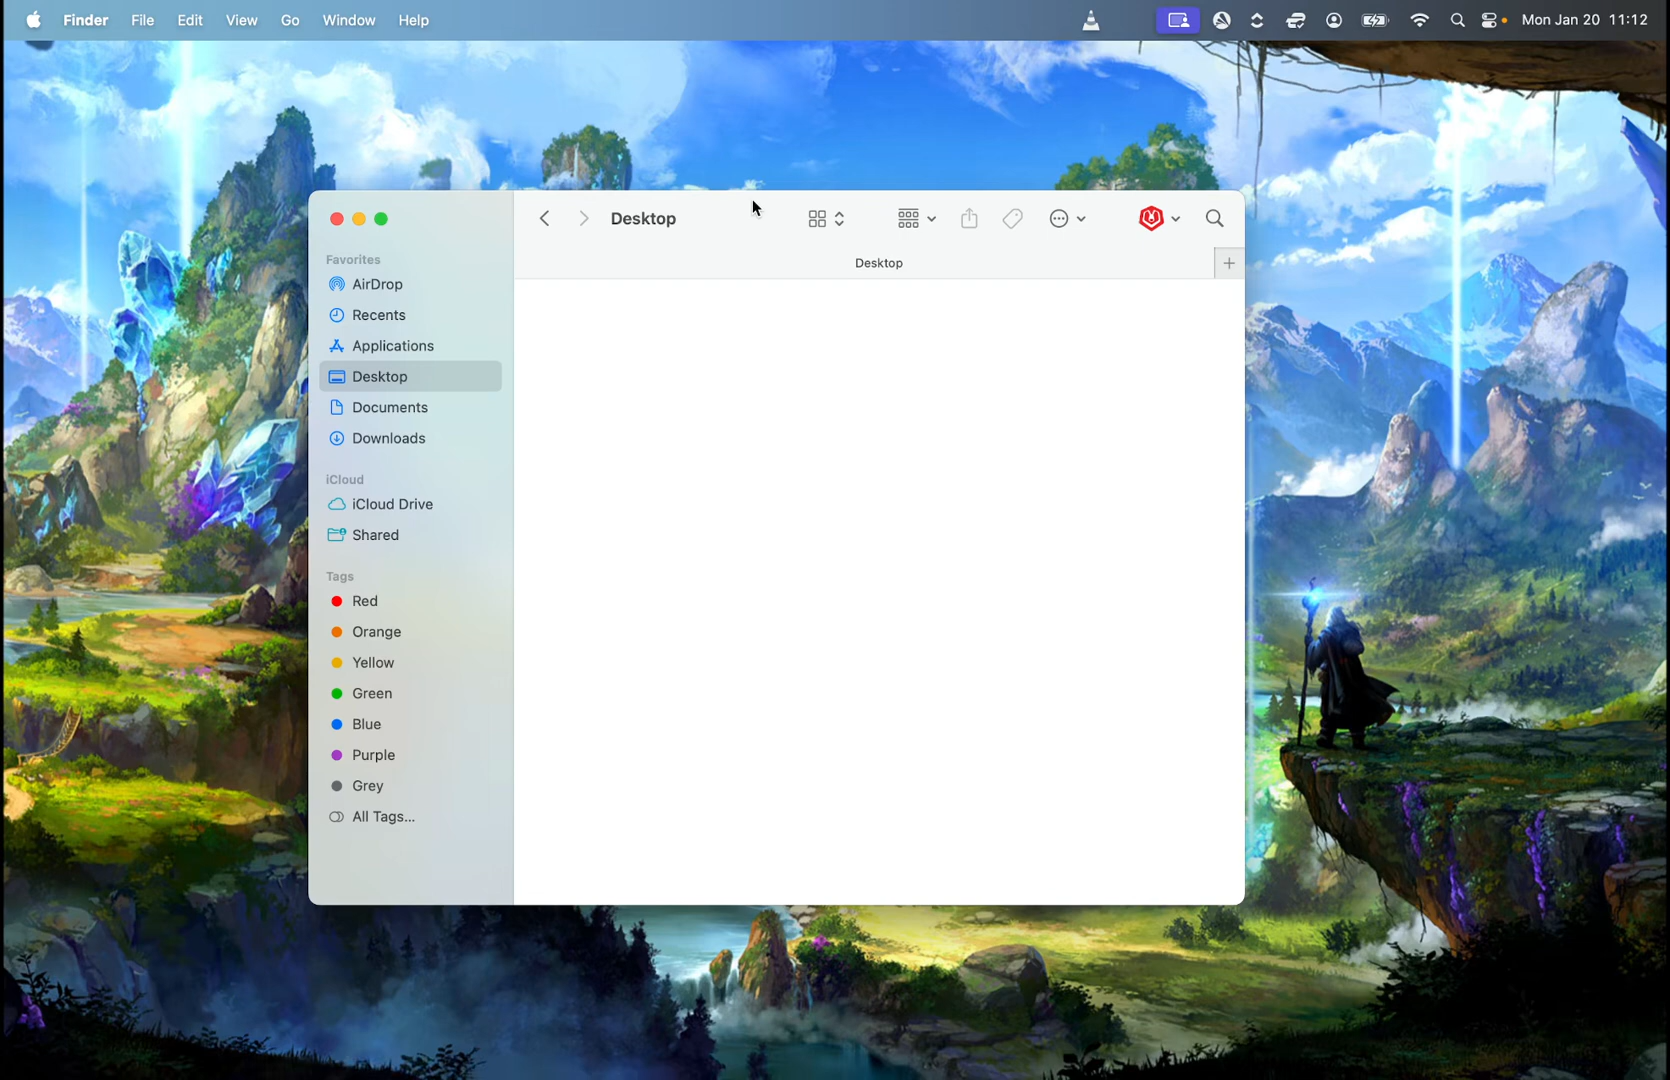 Finder File Edit View Go Window Help Mon Jan 20 11:12
Desktop
Favorites
Desktop
AirDrop
Recents
Applications
Desktop
Documents
Downloads
iCloud
iCloud Drive
Shared
Tags
Red
Orange
Yellow
Green
Blue
Purple
Grey
All Tags...